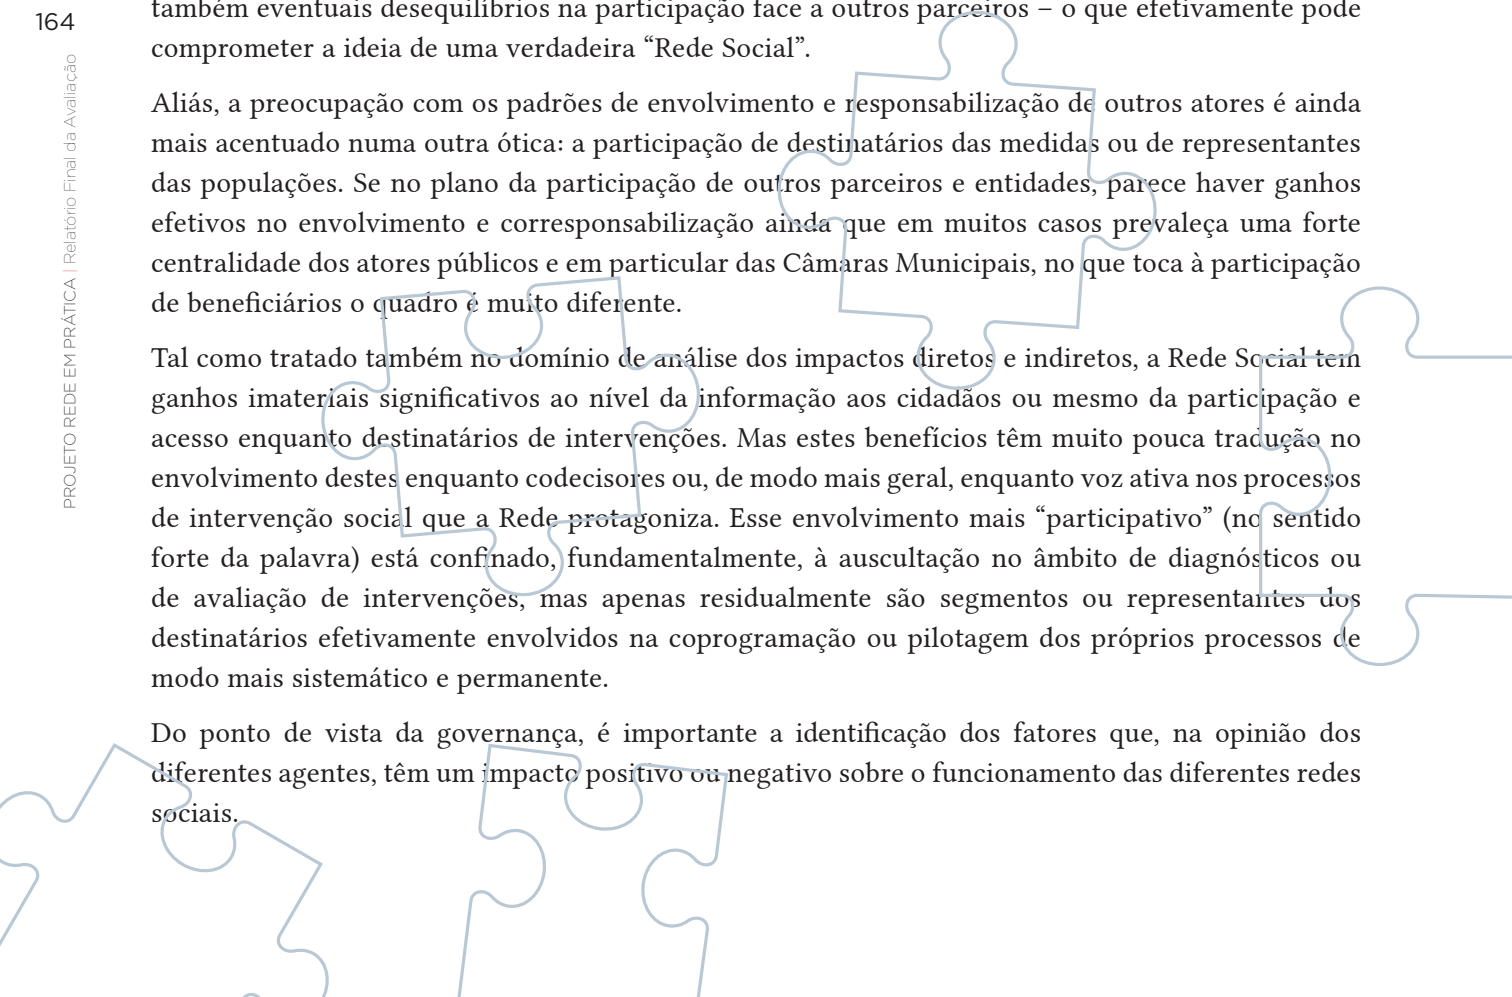 164
PROJETO REDE EM PRÁTICA | Relatório Final da Avaliação
também eventuais desequilíbrios na participação face a outros parceiros – o que efetivamente pode
comprometer a ideia de uma verdadeira “Rede Social”.
Aliás, a preocupação com os padrões de envolvimento e responsabilização de outros atores é ainda
mais acentuado numa outra ótica: a participação de destinatários das medidas ou de representantes
das populações. Se no plano da participação de outros parceiros e entidades, parece haver ganhos
efetivos no envolvimento e corresponsabilização ainda que em muitos casos prevaleça uma forte
centralidade dos atores públicos e em particular das Câmaras Municipais, no que toca à participação
de beneficiários o quadro é muito diferente.
Tal como tratado também no domínio de análise dos impactos diretos e indiretos, a Rede Social tem
ganhos imateriais significativos ao nível da informação aos cidadãos ou mesmo da participação e
acesso enquanto destinatários de intervenções. Mas estes benefícios têm muito pouca tradução no
envolvimento destes enquanto codecisores ou, de modo mais geral, enquanto voz ativa nos processos
de intervenção social que a Rede protagoniza. Esse envolvimento mais “participativo” (no sentido
forte da palavra) está confinado, fundamentalmente, à auscultação no âmbito de diagnósticos ou
de avaliação de intervenções, mas apenas residualmente são segmentos ou representantes dos
destinatários efetivamente envolvidos na coprogramação ou pilotagem dos próprios processos de
modo mais sistemático e permanente.
Do ponto de vista da governança, é importante a identificação dos fatores que, na opinião dos
diferentes agentes, têm um impacto positivo ou negativo sobre o funcionamento das diferentes redes
sociais.